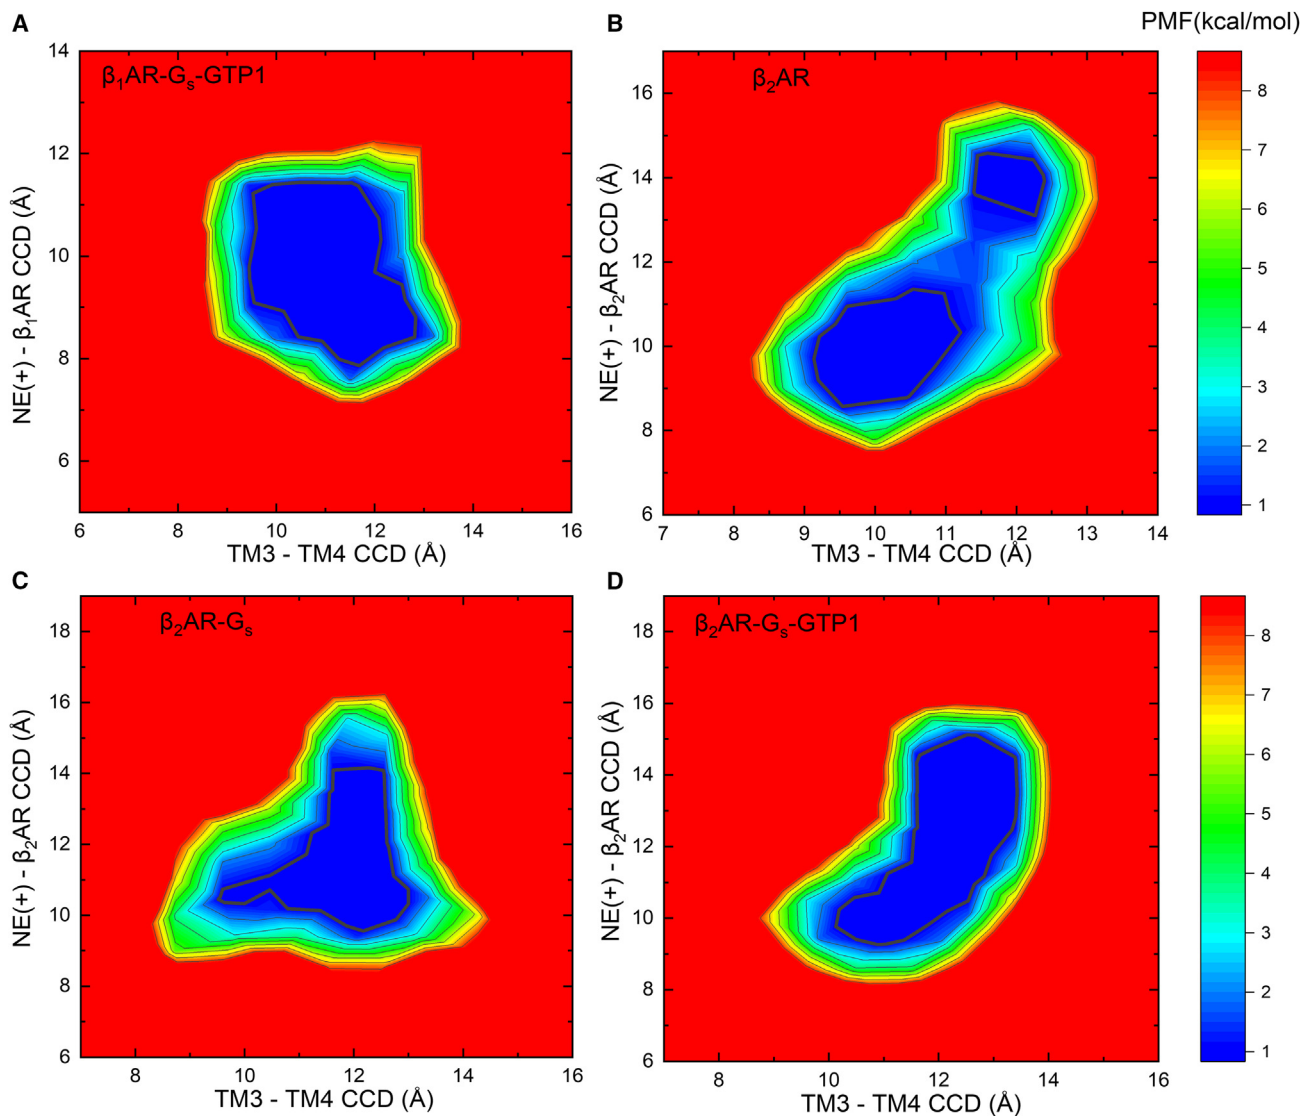 A
B
PMF(kcal/mol)
β₁AR-Gₛ-GTP1
14
12
10
8
6
NE(+) - β₁AR CCD (Å)
6 8 10 12 14 16
TM3 - TM4 CCD (Å)
β₂AR
16
14
12
10
8
6
NE(+) - β₂AR CCD (Å)
7 8 9 10 11 12 13 14
TM3 - TM4 CCD (Å)
8
7
6
5
4
3
2
1
C
D
β₂AR-Gₛ
18
16
14
12
10
8
6
NE(+) - β₂AR CCD (Å)
8 10 12 14 16
TM3 - TM4 CCD (Å)
β₂AR-Gₛ-GTP1
18
16
14
12
10
8
6
NE(+) - β₂AR CCD (Å)
8 10 12 14 16
TM3 - TM4 CCD (Å)
8
7
6
5
4
3
2
1